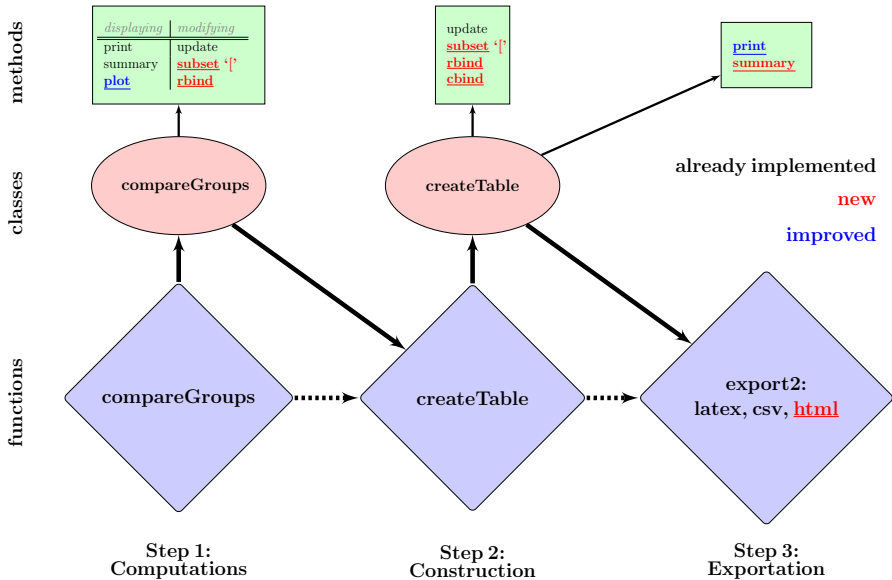 methods
displaying modifying
print update
summary subset ‘[’
plot rbind
update
subset ‘[’
rbind
cbind
print
summary
classes
compareGroups
createTable
already implemented
new
improved
functions
compareGroups
createTable
export2:
latex, csv, html
Step 1:
Computations
Step 2:
Construction
Step 3:
Exportation